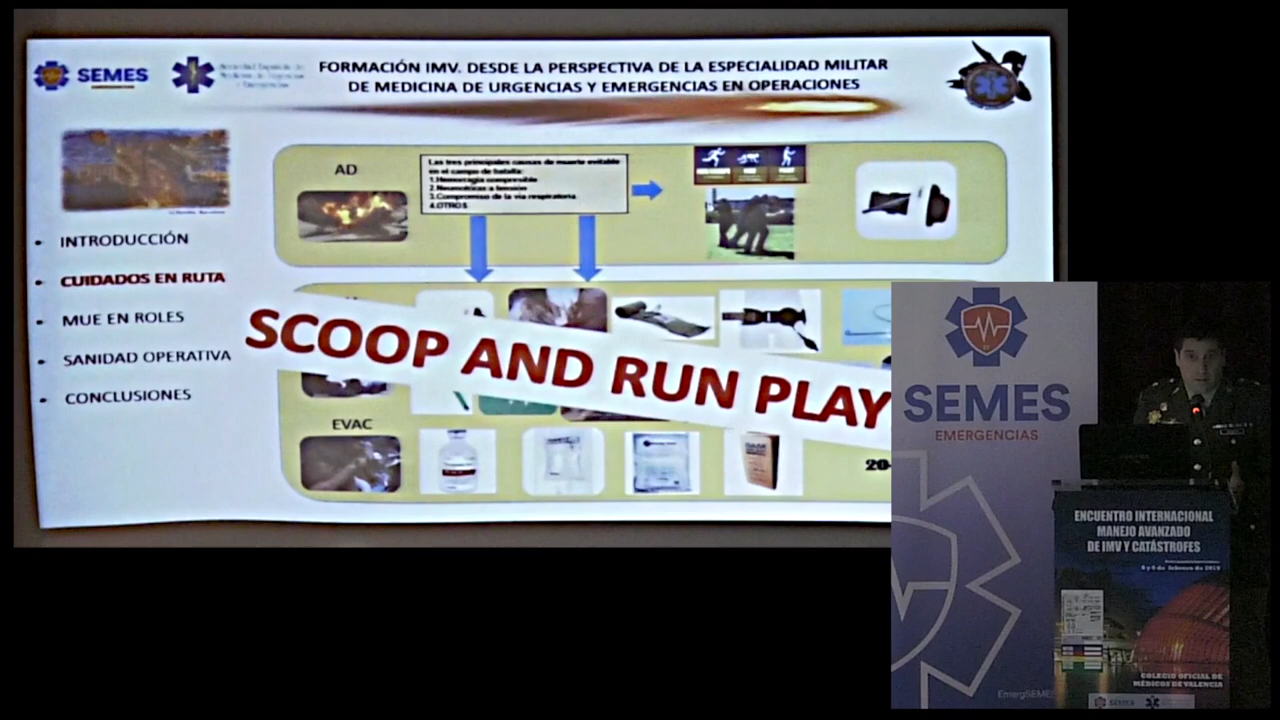 SEMES
FORMACIÓN IMV. DESDE LA PERSPECTIVA DE LA ESPECIALIDAD MILITAR
DE MEDICINA DE URGENCIAS Y EMERGENCIAS EN OPERACIONES
INTRODUCCIÓN
CUIDADOS EN RUTA
MUE EN ROLES
SANIDAD OPERATIVA
CONCLUSIONES
AD
Las tres principales causas de muerte evitable
en el campo de batalla:
1.Hemorragia compresible
2.Neumotórax a tensión
3.Compromiso de la vía respiratoria.
4.OTROS
SCOOP AND RUN PLAY
EVAC
20
SEMES
EMERGENCIAS
EmergSEME
ENCUENTRO INTERNACIONAL
MANEJO AVANZADO
DE IMV Y CATÁSTROFES
COLEGIO OFICIAL DE
MÉDICOS DE VALENCIA
SEMES